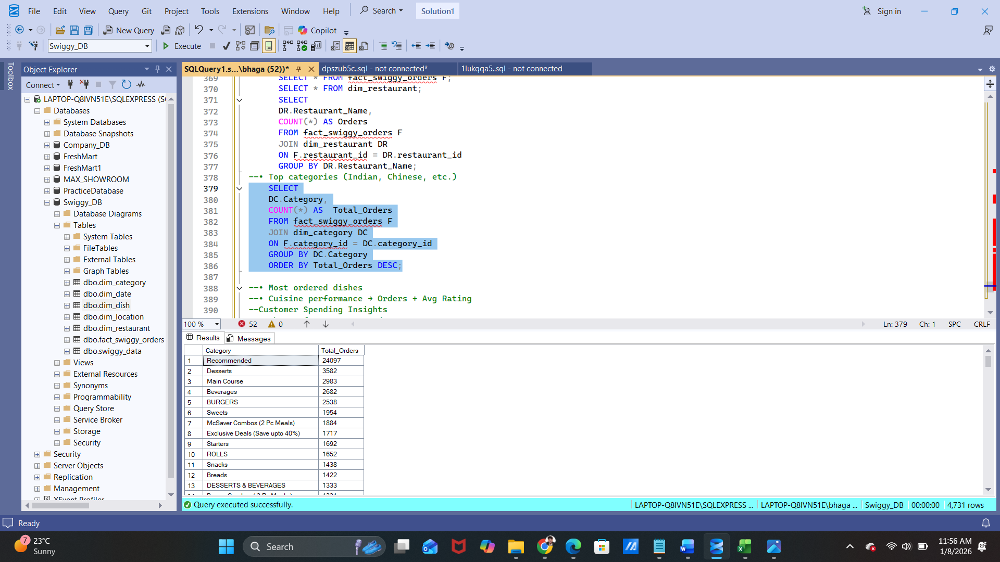 File Edit View Query Git Project Tools Extensions Window Help Search Solution1 Sign in
New Query DAX Copilot
Swiggy_DB Execute
Toolbox
Object Explorer
Connect
LAPTOP-Q8IVN51E\SQLEXPRESS (S
Databases
System Databases
Database Snapshots
Company_DB
FreshMart
FreshMart1
MAX_SHOWROOM
PracticeDatabase
Swiggy_DB
Database Diagrams
Tables
System Tables
FileTables
External Tables
Graph Tables
dbo.dim_category
dbo.dim_date
dbo.dim_dish
dbo.dim_location
dbo.dim_restaurant
dbo.fact_swiggy_orders
dbo.swiggy_data
Views
External Resources
Synonyms
Programmability
Query Store
Service Broker
Storage
Security
Security
Server Objects
Replication
Management
XEvent Profiler
SQLQuery1.s...\bhaga (52))* dpszub5c..sql - not connected* 1lukqqa5..sql - not connected
369 SELECT * FROM fact_swiggy_orders F;
370 SELECT * FROM dim_restaurant;
371 SELECT
372 DR.Restaurant_Name,
373 COUNT(*) AS Orders
374 FROM fact_swiggy_orders F
375 JOIN dim_restaurant DR
376 ON F.restaurant_id = DR.restaurant_id
377 GROUP BY DR.Restaurant_Name;
378 --• Top categories (Indian, Chinese, etc.)
379 SELECT
380 DC.Category,
381 COUNT(*) AS  Total_Orders
382 FROM fact_swiggy_orders F
383 JOIN dim_category DC
384 ON F.category_id = DC.category_id
385 GROUP BY DC.Category
386 ORDER BY Total_Orders DESC;
387
388 --• Most ordered dishes
389 --• Cuisine performance → Orders + Avg Rating
390 --Customer Spending Insights
100 % 52 0 Ln: 379 Ch: 1 SPC CRLF
Results Messages
Category Total_Orders
1 Recommended 24097
2 Desserts 3582
3 Main Course 2983
4 Beverages 2682
5 BURGERS 2538
6 Sweets 1954
7 McSaver Combos (2 Pc Meals) 1884
8 Exclusive Deals (Save upto 40%) 1717
9 Starters 1692
10 ROLLS 1652
11 Snacks 1438
12 Breads 1422
13 DESSERTS & BEVERAGES 1333
Query executed successfully. LAPTOP-Q8IVN51E\SQLEXPRESS ... LAPTOP-Q8IVN51E\bhaga ... Swiggy_DB 00:00:00 4,731 rows
Ready
7 23°C
Sunny
Search
11:56 AM
1/8/2026